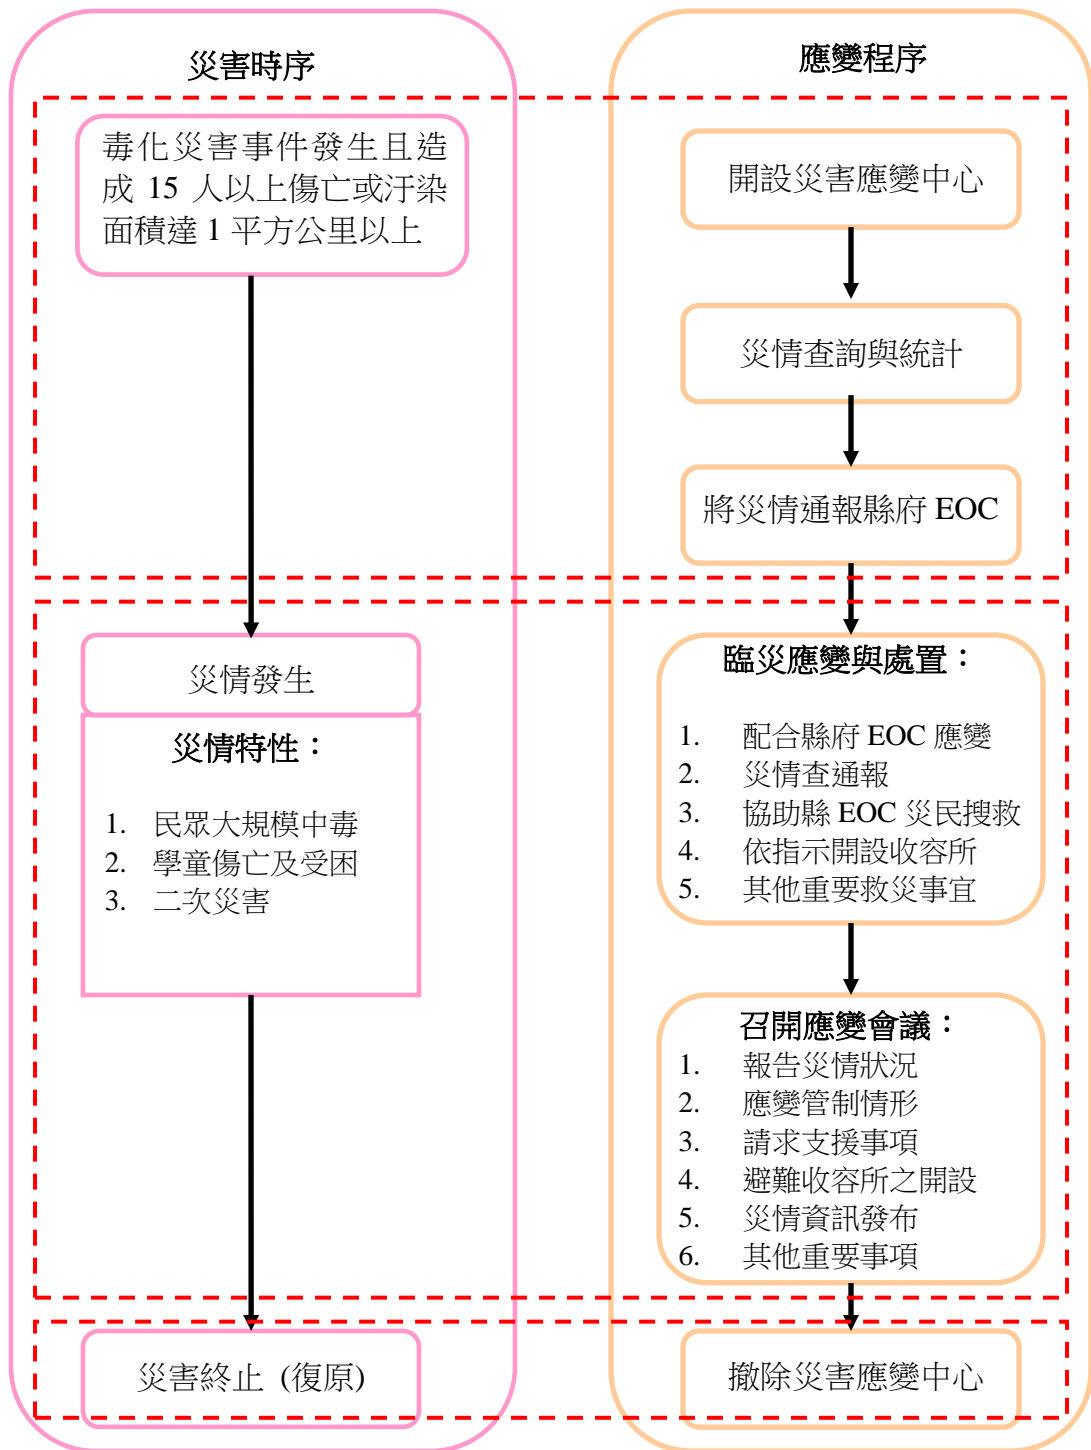 災害時序
毒化災害事件發生且造
成 15 人以上傷亡或汙染
面積達 1 平方公里以上
災情發生
災情特性：
1. 民眾大規模中毒
2. 學童傷亡及受困
3. 二次災害
災害終止 (復原)
應變程序
開設災害應變中心
災情查詢與統計
將災情通報縣府 EOC
臨災應變與處置：
1. 配合縣府 EOC 應變
2. 災情查通報
3. 協助縣 EOC 災民搜救
4. 依指示開設收容所
5. 其他重要救災事宜
召開應變會議：
1. 報告災情狀況
2. 應變管制情形
3. 請求支援事項
4. 避難收容所之開設
5. 災情資訊發布
6. 其他重要事項
撤除災害應變中心